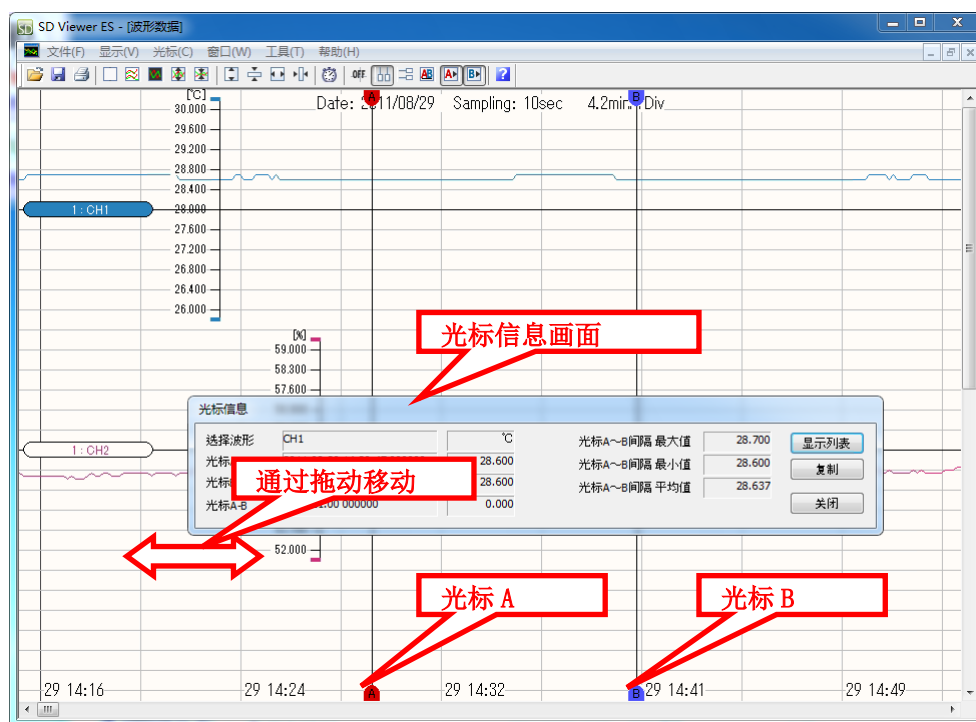 SD Viewer ES - [波形数据]
文件(F) 显示(V) 光标(C) 窗口(W) 工具(T) 帮助(H)
OFF AB A B ?
[℃] A B
Date: 2011/08/29 Sampling: 10sec 4.2min/Div
30.000
29.600
29.200
28.800
28.400
1 : CH1 28.000
27.600
27.200
26.800
26.400
26.000
光标信息画面
[%]
59.000
58.300
57.600
光标信息
选择波形 CH1 ℃ 光标A～B间隔 最大值 28.700 显示列表
1 : CH2
光标 28.600 光标A～B间隔 最小值 28.600 复制
通过拖动移动
光标 28.600 光标A～B间隔 平均值 28.637
光标A-B :00 000000 0.000 关闭
52.000
光标 A 光标 B
29 14:16 29 14:24 A 29 14:32 B 29 14:41 29 14:49